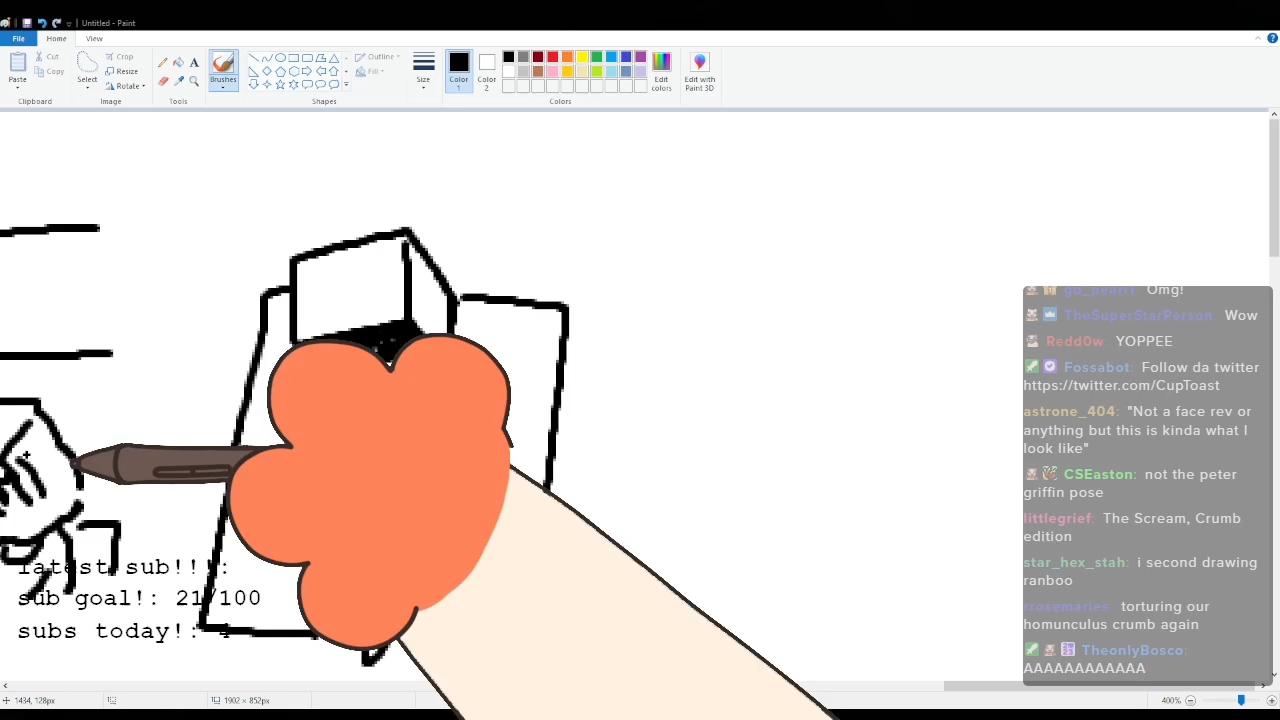 Untitled - Paint
File Home View
Paste Cut Copy Clipboard
Select Crop Resize Rotate Image
Tools
Brushes
Outline Fill Shapes
Size
Color 1 Color 2
Edit colors
Edit with Paint 3D
Colors
go_pearl: Omg!
TheSuperStarPerson: Wow
Redd0w: YOPPEE
Fossabot: Follow da twitter
https://twitter.com/CupToast
astrone_404: "Not a face rev or
anything but this is kinda what I
look like"
CSEaston: not the peter
griffin pose
littlegrief: The Scream, Crumb
edition
star_hex_stah: i second drawing
ranboo
rrosemaries: torturing our
homunculus crumb again
TheonlyBosco:
AAAAAAAAAAAA
latest sub!!!:
sub goal!: 21/100
subs today!: 4
1434, 128px
1902 × 852px
400%